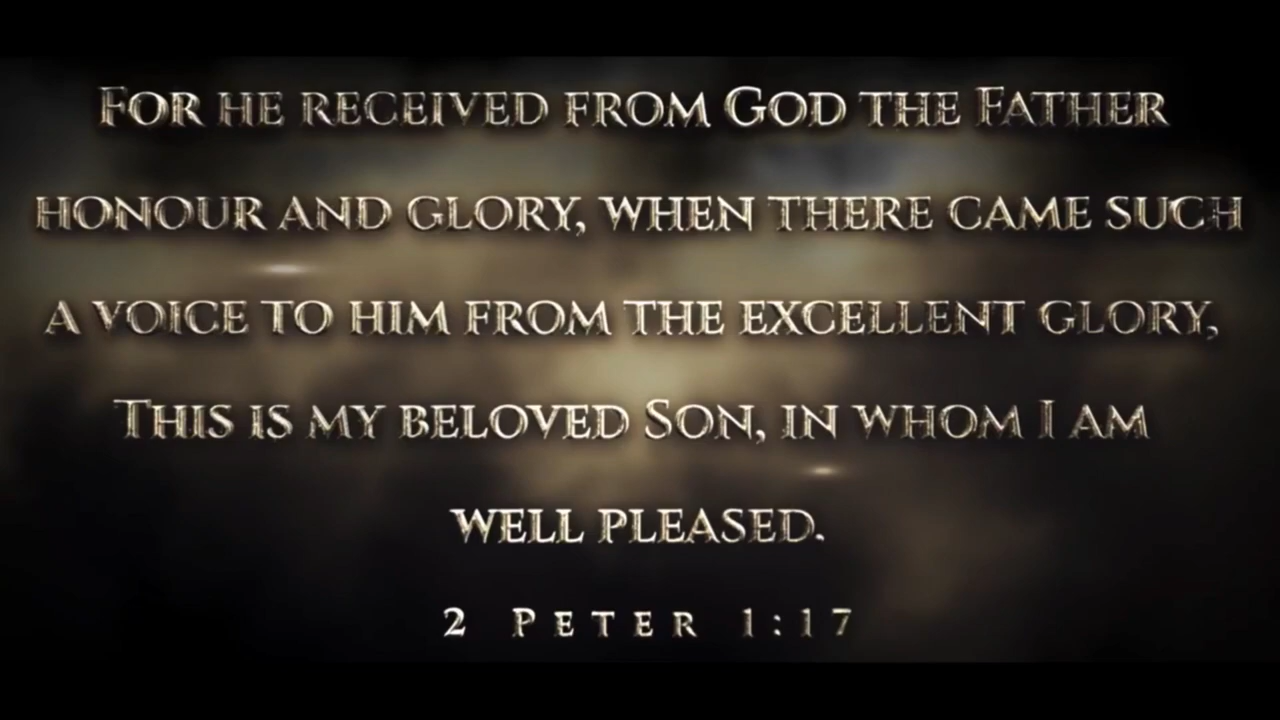 For he received from God the Father
honour and glory, when there came such
a voice to him from the excellent glory,
This is my beloved Son, in whom I am
well pleased.
2 Peter 1:17